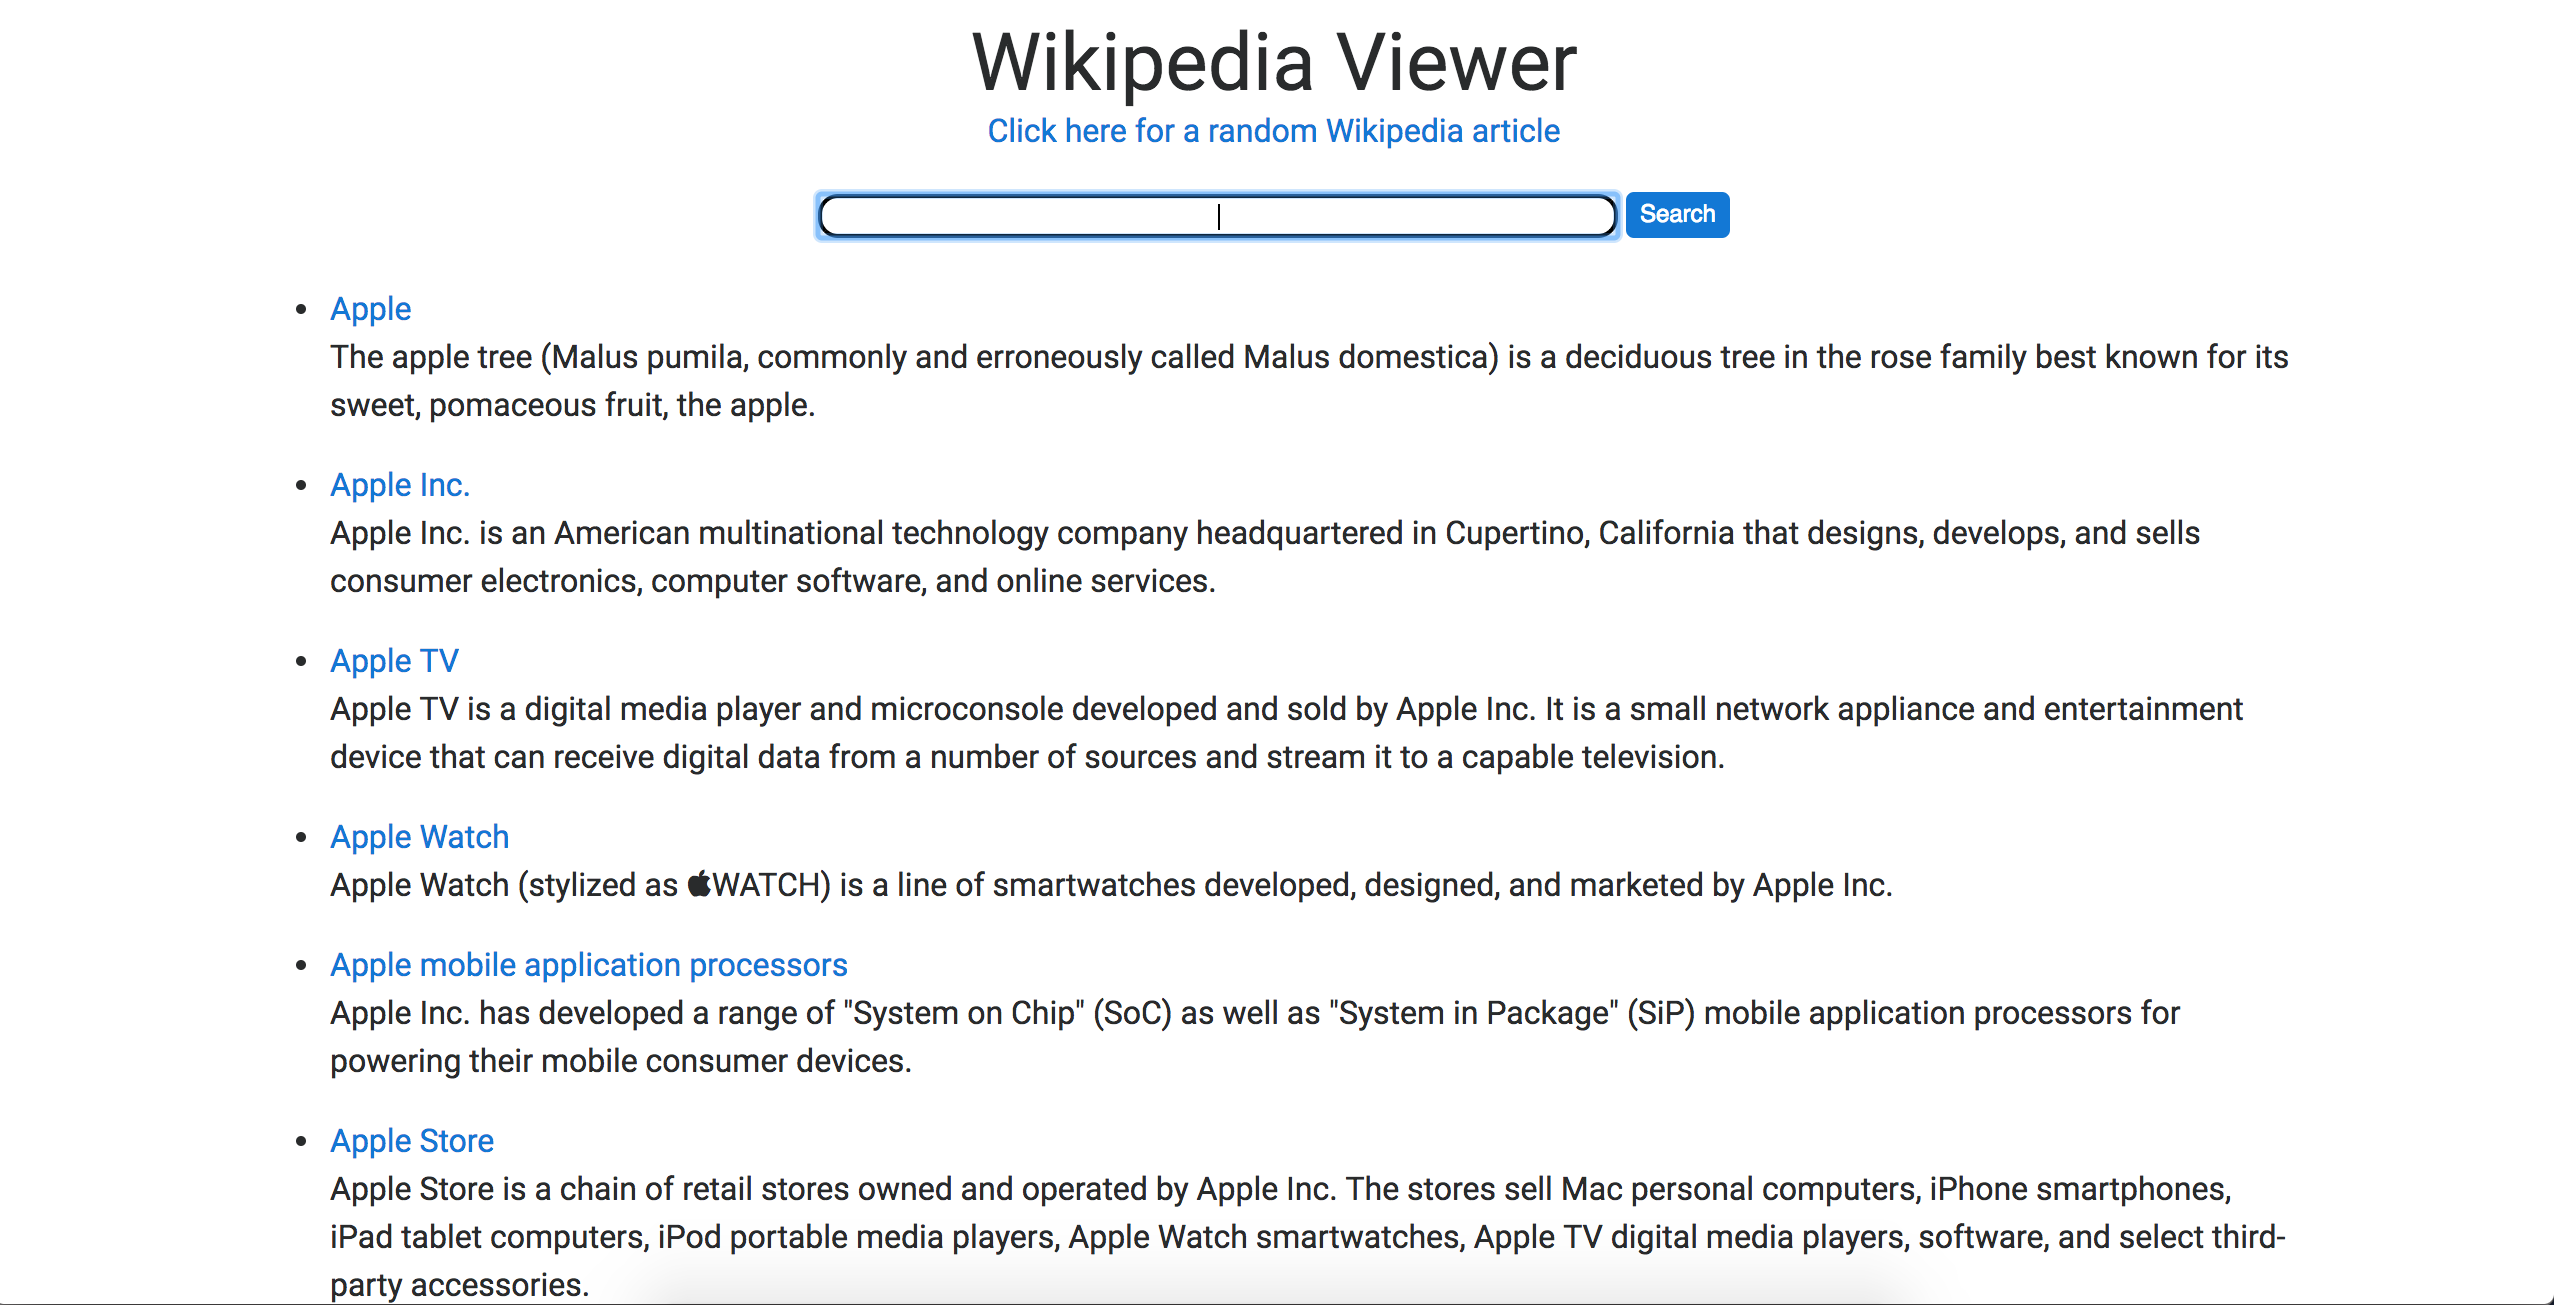 Wikipedia Viewer
Click here for a random Wikipedia article
Search
Apple
The apple tree (Malus pumila, commonly and erroneously called Malus domestica) is a deciduous tree in the rose family best known for its
sweet, pomaceous fruit, the apple.
Apple Inc.
Apple Inc. is an American multinational technology company headquartered in Cupertino, California that designs, develops, and sells
consumer electronics, computer software, and online services.
Apple TV
Apple TV is a digital media player and microconsole developed and sold by Apple Inc. It is a small network appliance and entertainment
device that can receive digital data from a number of sources and stream it to a capable television.
Apple Watch
Apple Watch (stylized as WATCH) is a line of smartwatches developed, designed, and marketed by Apple Inc.
Apple mobile application processors
Apple Inc. has developed a range of "System on Chip" (SoC) as well as "System in Package" (SiP) mobile application processors for
powering their mobile consumer devices.
Apple Store
Apple Store is a chain of retail stores owned and operated by Apple Inc. The stores sell Mac personal computers, iPhone smartphones,
iPad tablet computers, iPod portable media players, Apple Watch smartwatches, Apple TV digital media players, software, and select third-
party accessories.